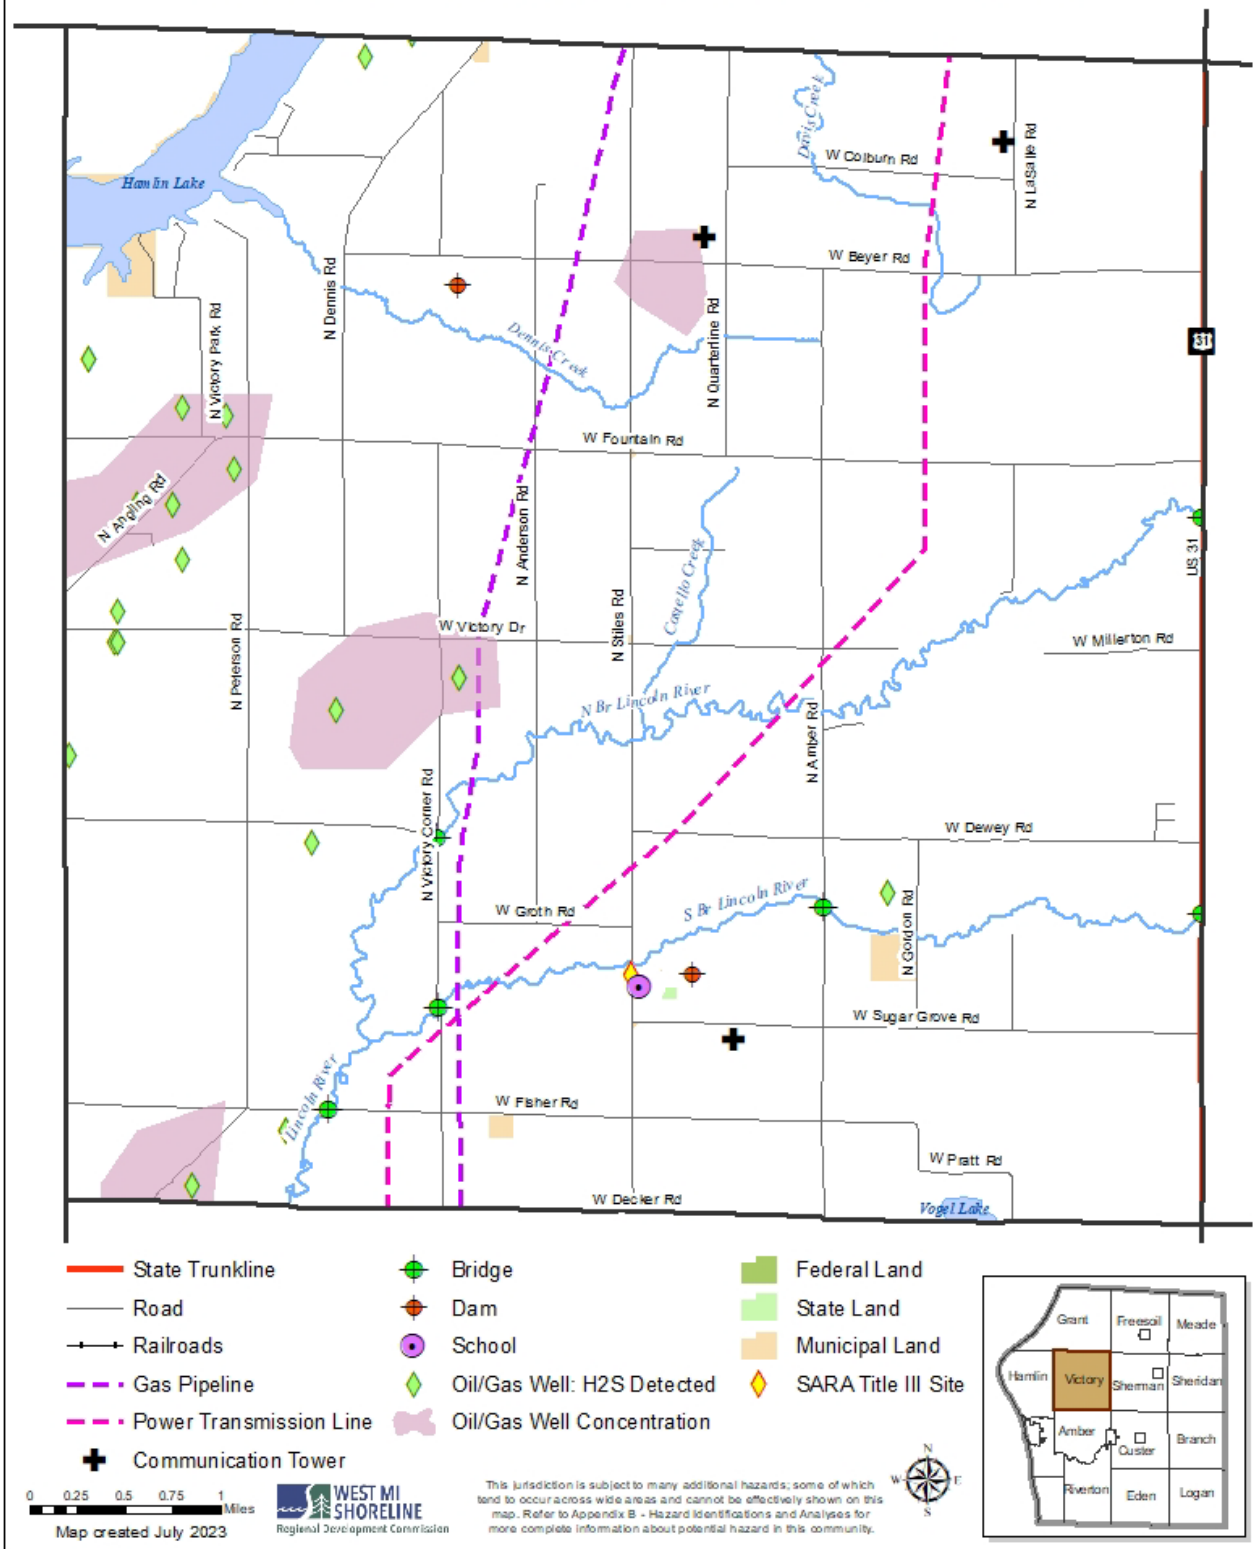 Davis Creek
W Colburn Rd
N LaSalle Rd
Hamlin Lake
W Beyer Rd
N Dennis Rd
N Victory Park Rd
Dennis Creek
N Quarterline Rd
31
W Fountain Rd
N Angling Rd
N Anderson Rd
Costello Creek
US 31
N Stiles Rd
W Victory Dr
N Peterson Rd
W Millerton Rd
N Br Lincoln River
N Amber Rd
N Victory Corner Rd
W Dewey Rd
S Br Lincoln River
W Groth Rd
N Gordon Rd
W Sugar Grove Rd
Lincoln River
W Fisher Rd
W Pratt Rd
W Decker Rd
Vogel Lake
State Trunkline
Road
Railroads
Gas Pipeline
Power Transmission Line
Communication Tower
Bridge
Dam
School
Oil/Gas Well: H2S Detected
Oil/Gas Well Concentration
Federal Land
State Land
Municipal Land
SARA Title III Site
Grant
Freesoil
Meade
Hamlin
Victory
Sherman
Sheridan
Amber
Custer
Branch
Riverton
Eden
Logan
0 0.25 0.5 0.75 1
Miles
Map created July 2023
WEST MI
SHORELINE
Regional Development Commission
This jurisdiction is subject to many additional hazards; some of which
tend to occur across wide areas and cannot be effectively shown on this
map. Refer to Appendix B - Hazard Identifications and Analyses for
more complete information about potential hazard in this community.
N
W
E
S